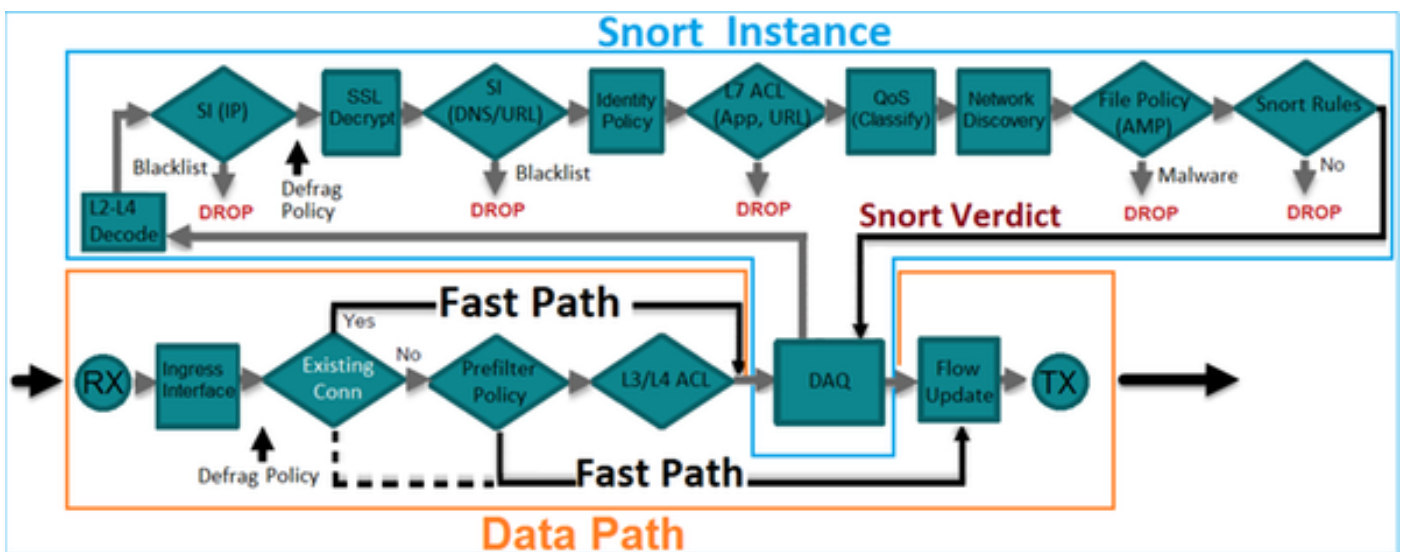 Snort Instance
SI (IP)
SSL
Decrypt
SI
(DNS/URL)
Identity
Policy
L7 ACL
(App, URL)
QoS
(Classify)
Network
Discovery
File Policy
(AMP)
Snort Rules
Blacklist
Defrag
Policy
Blacklist
Malware
No
DROP
DROP
DROP
DROP
DROP
L2-L4
Decode
Snort Verdict
Fast Path
Yes
RX
Ingress
Interface
Existing
Conn
No
Prefilter
Policy
L3/L4 ACL
DAQ
Flow
Update
TX
Defrag Policy
Fast Path
Data Path